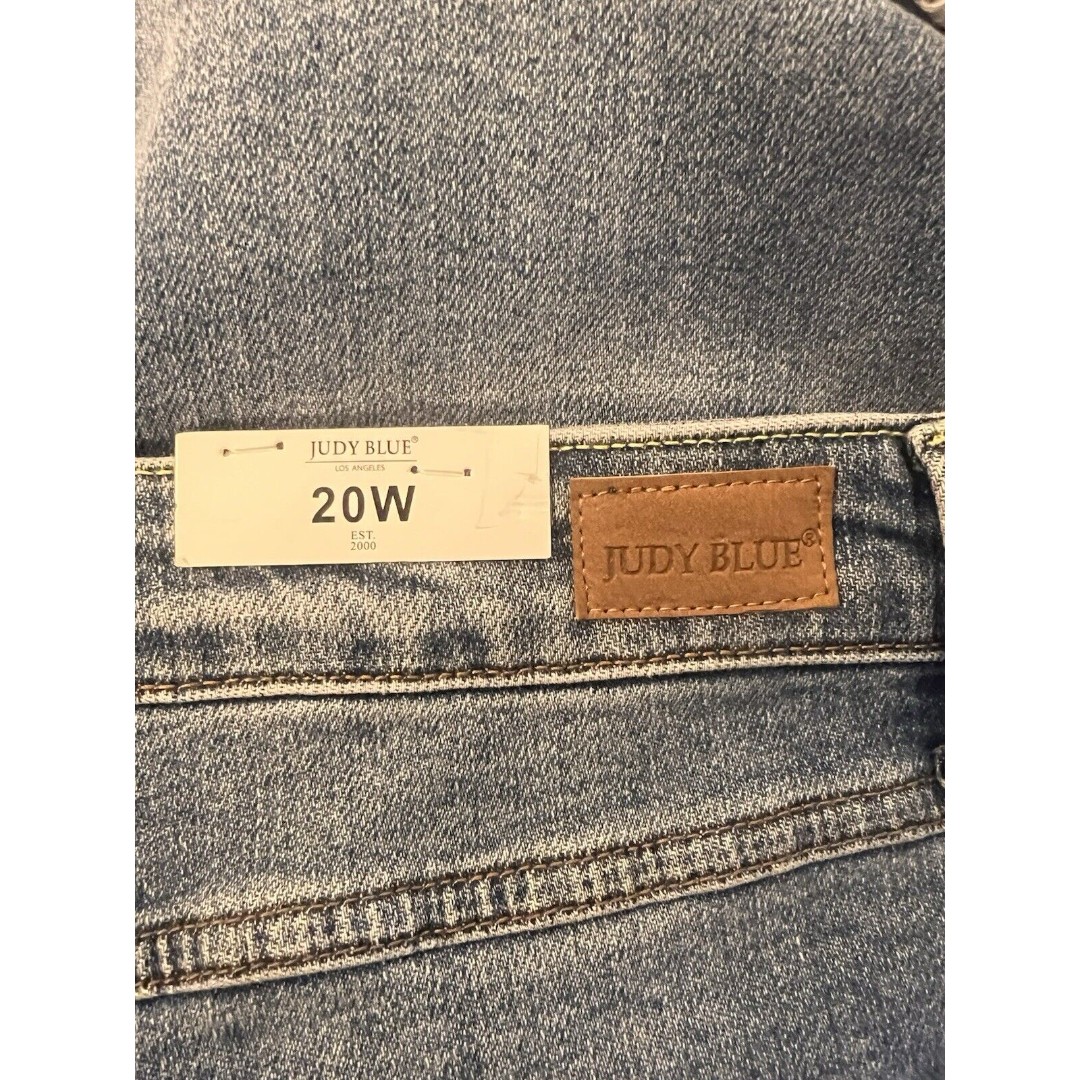 JUDY BLUE®
LOS ANGELES
20W
EST.
2000
JUDY BLUE®